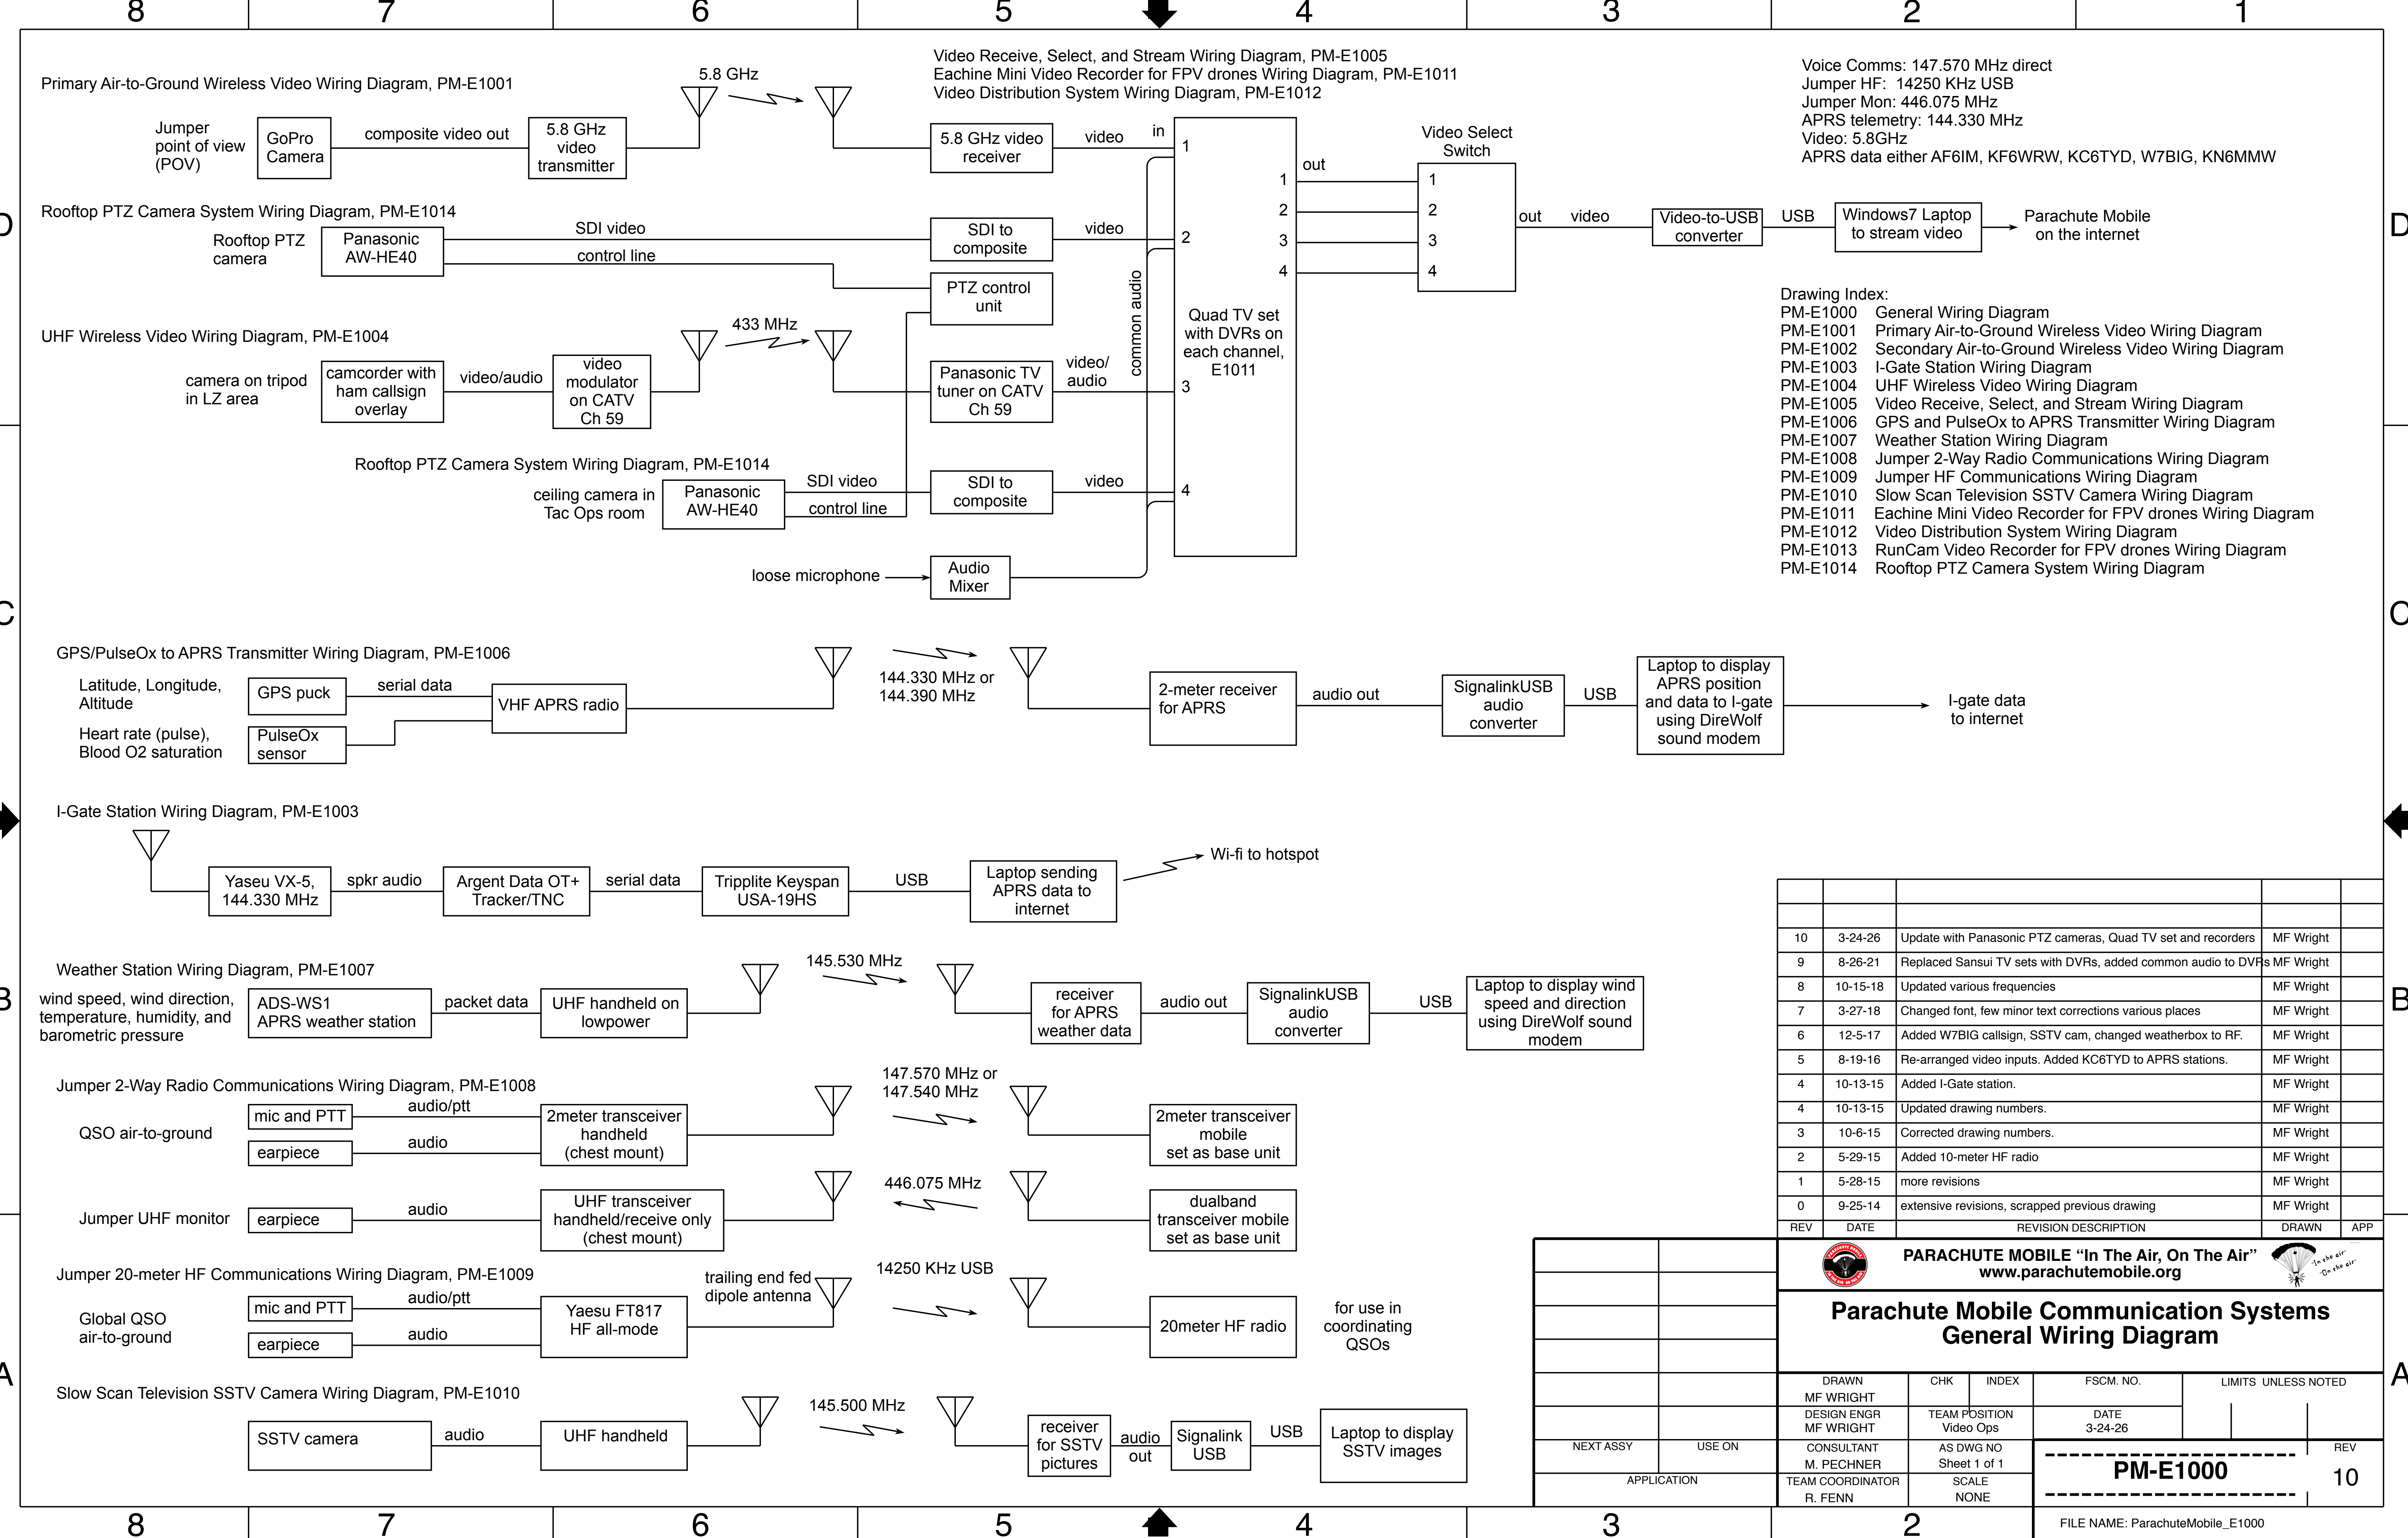 8 7 6 5 4 3 2 1
Primary Air-to-Ground Wireless Video Wiring Diagram, PM-E1001
Jumper
point of view
(POV)
GoPro
Camera
composite video out
5.8 GHz
video
transmitter
5.8 GHz
Video Receive, Select, and Stream Wiring Diagram, PM-E1005
Eachine Mini Video Recorder for FPV drones Wiring Diagram, PM-E1011
Video Distribution System Wiring Diagram, PM-E1012
5.8 GHz video
receiver
video
in
1
Voice Comms: 147.570 MHz direct
Jumper HF: 14250 KHz USB
Jumper Mon: 446.075 MHz
APRS telemetry: 144.330 MHz
Video: 5.8GHz
APRS data either AF6IM, KF6WRW, KC6TYD, W7BIG, KN6MMW
D
Rooftop PTZ Camera System Wiring Diagram, PM-E1014
Rooftop PTZ
camera
Panasonic
AW-HE40
SDI video
control line
SDI to
composite
video
2
PTZ control
unit
common audio
Quad TV set
with DVRs on
each channel,
E1011
out
1
2
3
4
Video Select
Switch
1
2
3
4
out
video
Video-to-USB
converter
USB
Windows7 Laptop
to stream video
Parachute Mobile
on the internet
D
UHF Wireless Video Wiring Diagram, PM-E1004
camera on tripod
in LZ area
camcorder with
ham callsign
overlay
video/audio
video
modulator
on CATV
Ch 59
433 MHz
Panasonic TV
tuner on CATV
Ch 59
video/
audio
3
Rooftop PTZ Camera System Wiring Diagram, PM-E1014
ceiling camera in
Tac Ops room
Panasonic
AW-HE40
SDI video
control line
SDI to
composite
video
4
loose microphone
Audio
Mixer
Drawing Index:
PM-E1000 General Wiring Diagram
PM-E1001 Primary Air-to-Ground Wireless Video Wiring Diagram
PM-E1002 Secondary Air-to-Ground Wireless Video Wiring Diagram
PM-E1003 I-Gate Station Wiring Diagram
PM-E1004 UHF Wireless Video Wiring Diagram
PM-E1005 Video Receive, Select, and Stream Wiring Diagram
PM-E1006 GPS and PulseOx to APRS Transmitter Wiring Diagram
PM-E1007 Weather Station Wiring Diagram
PM-E1008 Jumper 2-Way Radio Communications Wiring Diagram
PM-E1009 Jumper HF Communications Wiring Diagram
PM-E1010 Slow Scan Television SSTV Camera Wiring Diagram
PM-E1011 Eachine Mini Video Recorder for FPV drones Wiring Diagram
PM-E1012 Video Distribution System Wiring Diagram
PM-E1013 RunCam Video Recorder for FPV drones Wiring Diagram
PM-E1014 Rooftop PTZ Camera System Wiring Diagram
C
C
GPS/PulseOx to APRS Transmitter Wiring Diagram, PM-E1006
Latitude, Longitude,
Altitude
GPS puck
serial data
Heart rate (pulse),
Blood O2 saturation
PulseOx
sensor
VHF APRS radio
144.330 MHz or
144.390 MHz
2-meter receiver
for APRS
audio out
SignalinkUSB
audio
converter
USB
Laptop to display
APRS position
and data to I-gate
using DireWolf
sound modem
I-gate data
to internet
I-Gate Station Wiring Diagram, PM-E1003
Yaseu VX-5,
144.330 MHz
spkr audio
Argent Data OT+
Tracker/TNC
serial data
Tripplite Keyspan
USA-19HS
USB
Laptop sending
APRS data to
internet
Wi-fi to hotspot
B
Weather Station Wiring Diagram, PM-E1007
wind speed, wind direction,
temperature, humidity, and
barometric pressure
ADS-WS1
APRS weather station
packet data
UHF handheld on
lowpower
145.530 MHz
receiver
for APRS
weather data
audio out
SignalinkUSB
audio
converter
USB
Laptop to display wind
speed and direction
using DireWolf sound
modem
B
Jumper 2-Way Radio Communications Wiring Diagram, PM-E1008
QSO air-to-ground
mic and PTT
audio/ptt
earpiece
audio
2meter transceiver
handheld
(chest mount)
147.570 MHz or
147.540 MHz
2meter transceiver
mobile
set as base unit
Jumper UHF monitor
earpiece
audio
UHF transceiver
handheld/receive only
(chest mount)
446.075 MHz
dualband
transceiver mobile
set as base unit
Jumper 20-meter HF Communications Wiring Diagram, PM-E1009
Global QSO
air-to-ground
mic and PTT
audio/ptt
earpiece
audio
Yaesu FT817
HF all-mode
trailing end fed
dipole antenna
14250 KHz USB
20meter HF radio
for use in
coordinating
QSOs
A
A
Slow Scan Television SSTV Camera Wiring Diagram, PM-E1010
SSTV camera
audio
UHF handheld
145.500 MHz
receiver
for SSTV
pictures
audio
out
Signalink
USB
USB
Laptop to display
SSTV images
10 3-24-26 Update with Panasonic PTZ cameras, Quad TV set and recorders MF Wright
9 8-26-21 Replaced Sansui TV sets with DVRs, added common audio to DVRs MF Wright
8 10-15-18 Updated various frequencies MF Wright
7 3-27-18 Changed font, few minor text corrections various places MF Wright
6 12-5-17 Added W7BIG callsign, SSTV cam, changed weatherbox to RF. MF Wright
5 8-19-16 Re-arranged video inputs. Added KC6TYD to APRS stations. MF Wright
4 10-13-15 Added I-Gate station. MF Wright
4 10-13-15 Updated drawing numbers. MF Wright
3 10-6-15 Corrected drawing numbers. MF Wright
2 5-29-15 Added 10-meter HF radio MF Wright
1 5-28-15 more revisions MF Wright
0 9-25-14 extensive revisions, scrapped previous drawing MF Wright
REV DATE REVISION DESCRIPTION DRAWN APP
PARACHUTE MOBILE “In The Air, On The Air”
www.parachutemobile.org
"In the air-
-On the air"
Parachute Mobile Communication Systems
General Wiring Diagram
DRAWN
MF WRIGHT
CHK
INDEX
FSCM. NO.
LIMITS UNLESS NOTED
DESIGN ENGR
MF WRIGHT
TEAM POSITION
Video Ops
DATE
3-24-26
NEXT ASSY
USE ON
APPLICATION
CONSULTANT
M. PECHNER
AS DWG NO
Sheet 1 of 1
TEAM COORDINATOR
R. FENN
SCALE
NONE
PM-E1000
REV
10
8 7 6 5 4 3 2
FILE NAME: ParachuteMobile_E1000